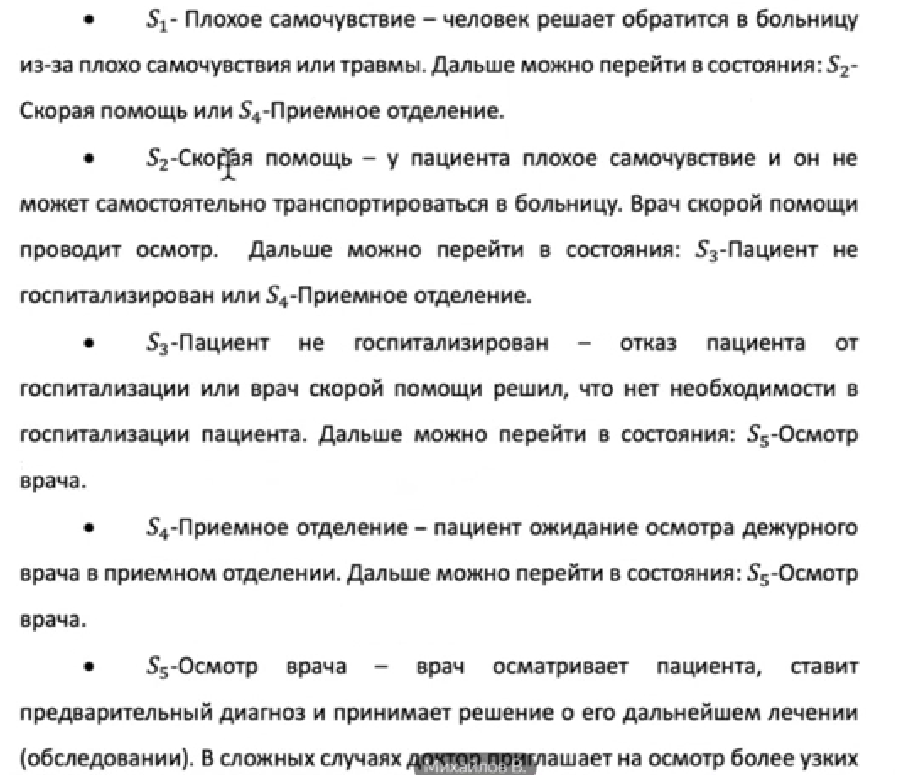 • S₁- Плохое самочувствие – человек решает обратится в больницу
из-за плохо самочувствия или травмы. Дальше можно перейти в состояния: S₂-
Скорая помощь или S₄-Приемное отделение.
• S₂-Скорая помощь – у пациента плохое самочувствие и он не
может самостоятельно транспортироваться в больницу. Врач скорой помощи
проводит осмотр. Дальше можно перейти в состояния: S₃-Пациент не
госпитализирован или S₄-Приемное отделение.
• S₃-Пациент не госпитализирован – отказ пациента от
госпитализации или врач скорой помощи решил, что нет необходимости в
госпитализации пациента. Дальше можно перейти в состояния: S₅-Осмотр
врача.
• S₄-Приемное отделение – пациент ожидание осмотра дежурного
врача в приемном отделении. Дальше можно перейти в состояния: S₅-Осмотр
врача.
• S₅-Осмотр врача – врач осматривает пациента, ставит
предварительный диагноз и принимает решение о его дальнейшем лечении
(обследовании). В сложных случаях доктор приглашает на осмотр более узких
Михайлов В.